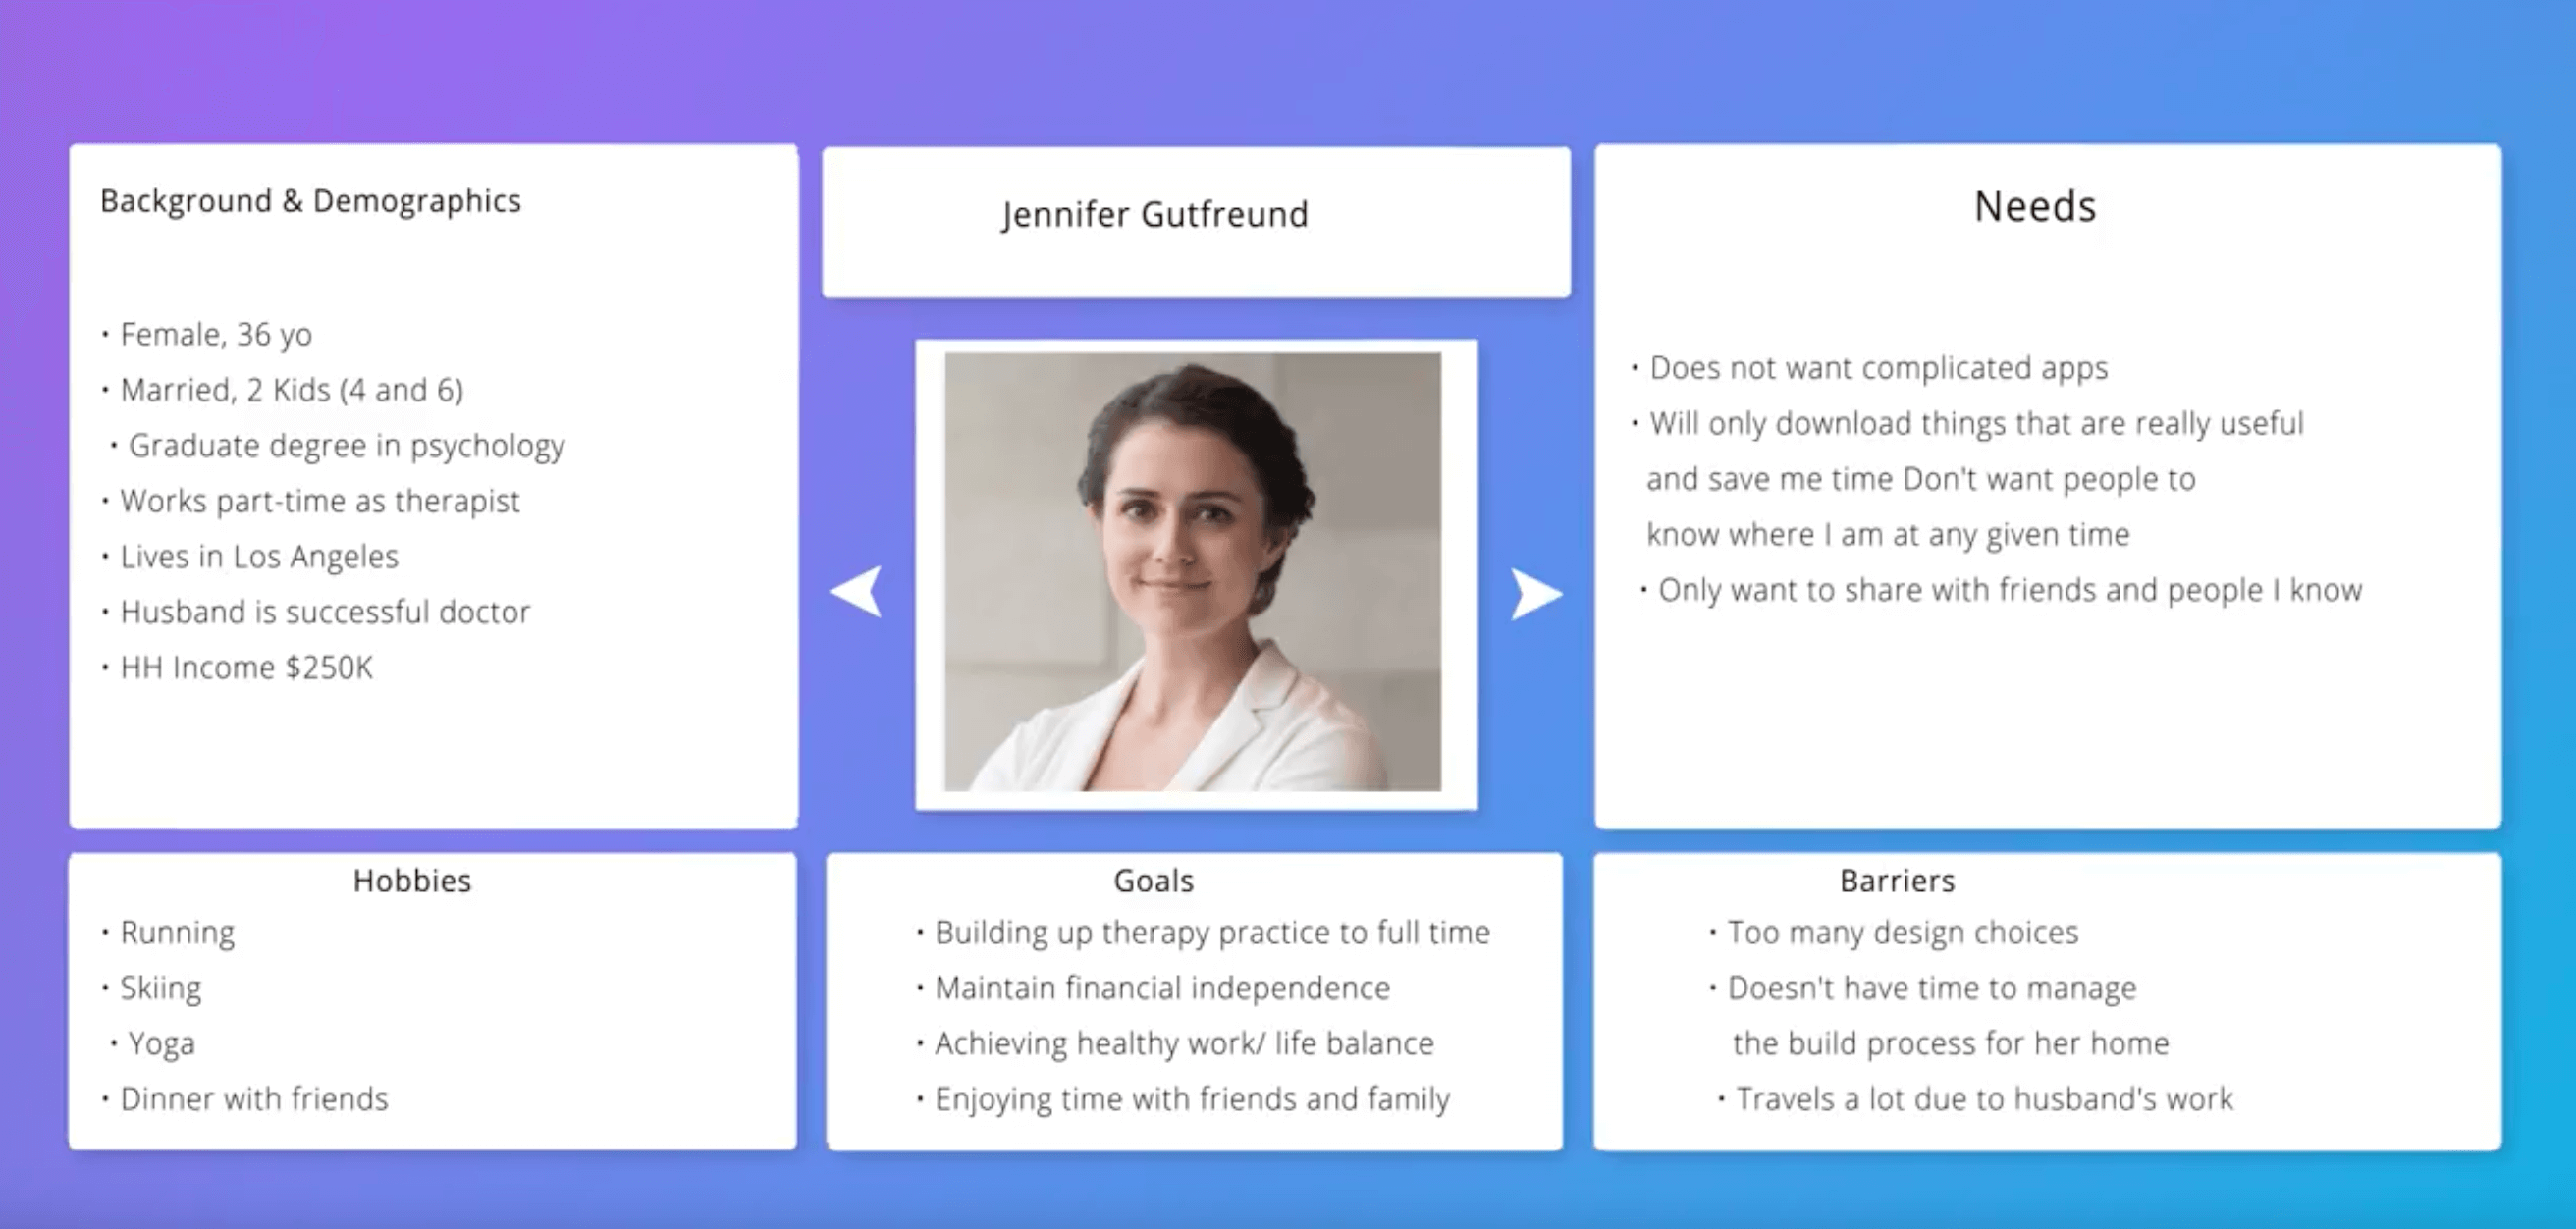 Background & Demographics
• Female, 36 yo
• Married, 2 Kids (4 and 6)
• Graduate degree in psychology
• Works part-time as therapist
• Lives in Los Angeles
• Husband is successful doctor
• HH Income $250K
Jennifer Gutfreund
Needs
• Does not want complicated apps
• Will only download things that are really useful
and save me time Don't want people to
know where I am at any given time
• Only want to share with friends and people I know
Hobbies
• Running
• Skiing
• Yoga
• Dinner with friends
Goals
• Building up therapy practice to full time
• Maintain financial independence
• Achieving healthy work/ life balance
• Enjoying time with friends and family
Barriers
• Too many design choices
• Doesn't have time to manage
the build process for her home
• Travels a lot due to husband's work